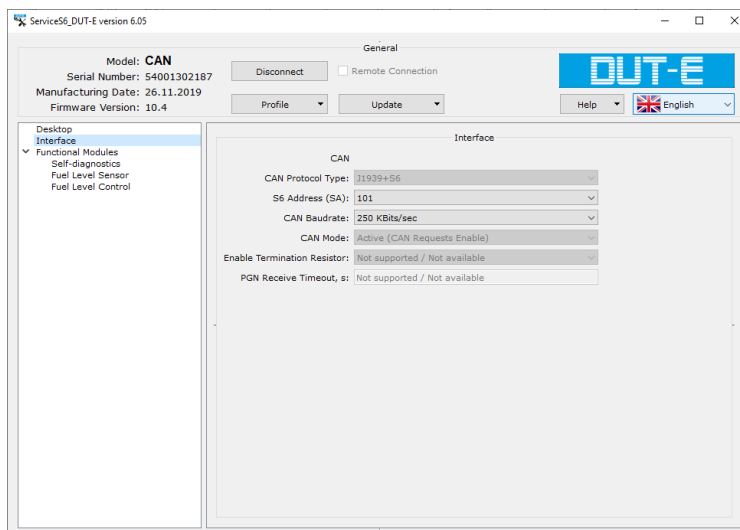 ServiceS6_DUT-E version 6.05
General
Model: CAN
Serial Number: 54001302187
Manufacturing Date: 26.11.2019
Firmware Version: 10.4
Disconnect
Remote Connection
Profile
Update
DUT-E
Help
English
Desktop
Interface
Functional Modules
Self-diagnostics
Fuel Level Sensor
Fuel Level Control
Interface
CAN
CAN Protocol Type: J1939+S6
S6 Address (SA): 101
CAN Baudrate: 250 KBits/sec
CAN Mode: Active (CAN Requests Enable)
Enable Termination Resistor: Not supported / Not available
PGN Receive Timeout, s: Not supported / Not available